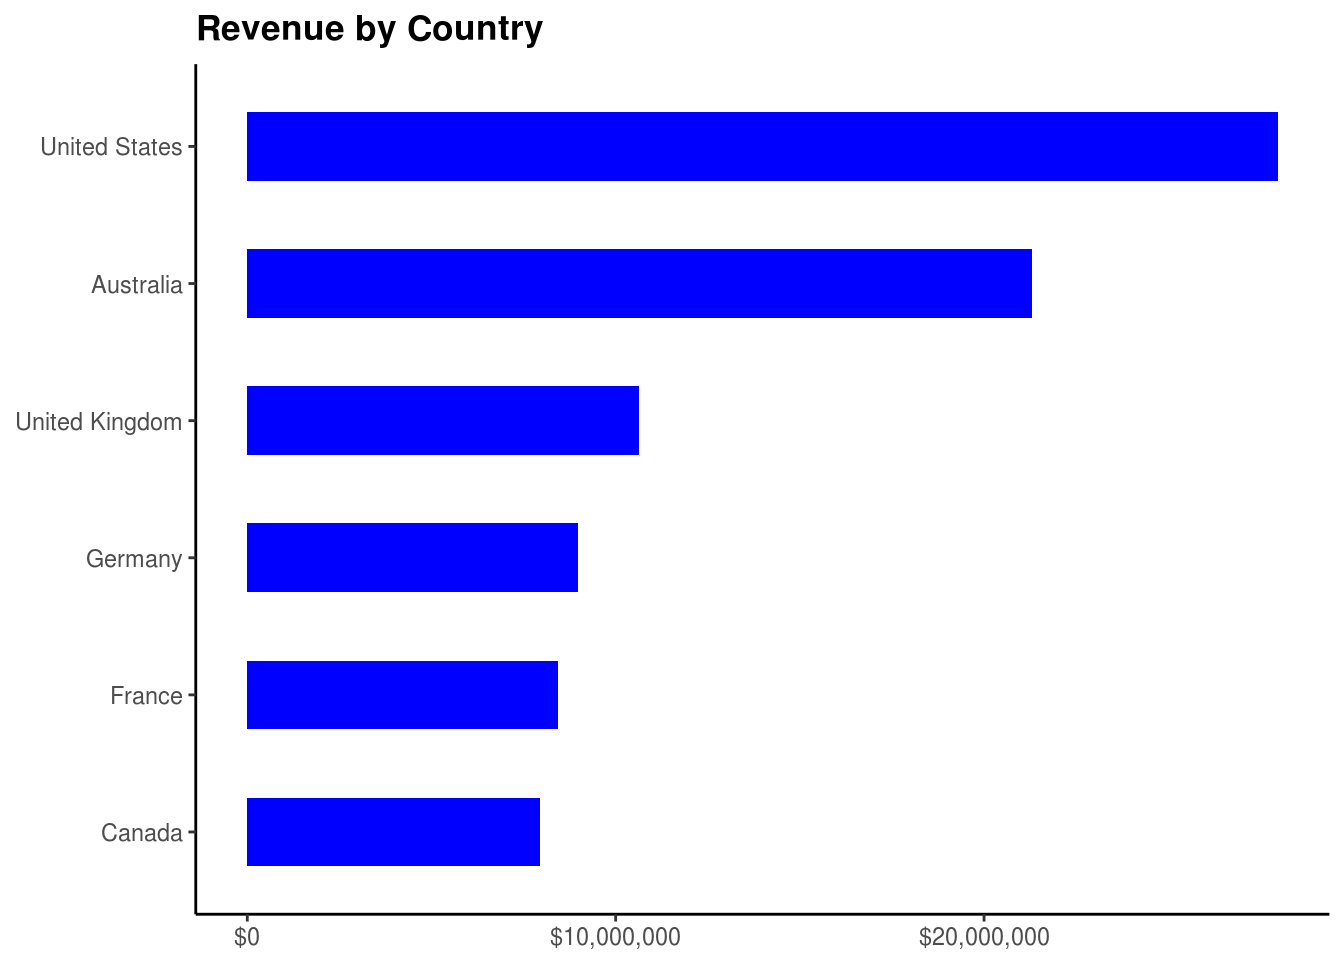 Revenue by Country
United States
Australia
United Kingdom
Germany
France
Canada
$0 $10,000,000 $20,000,000